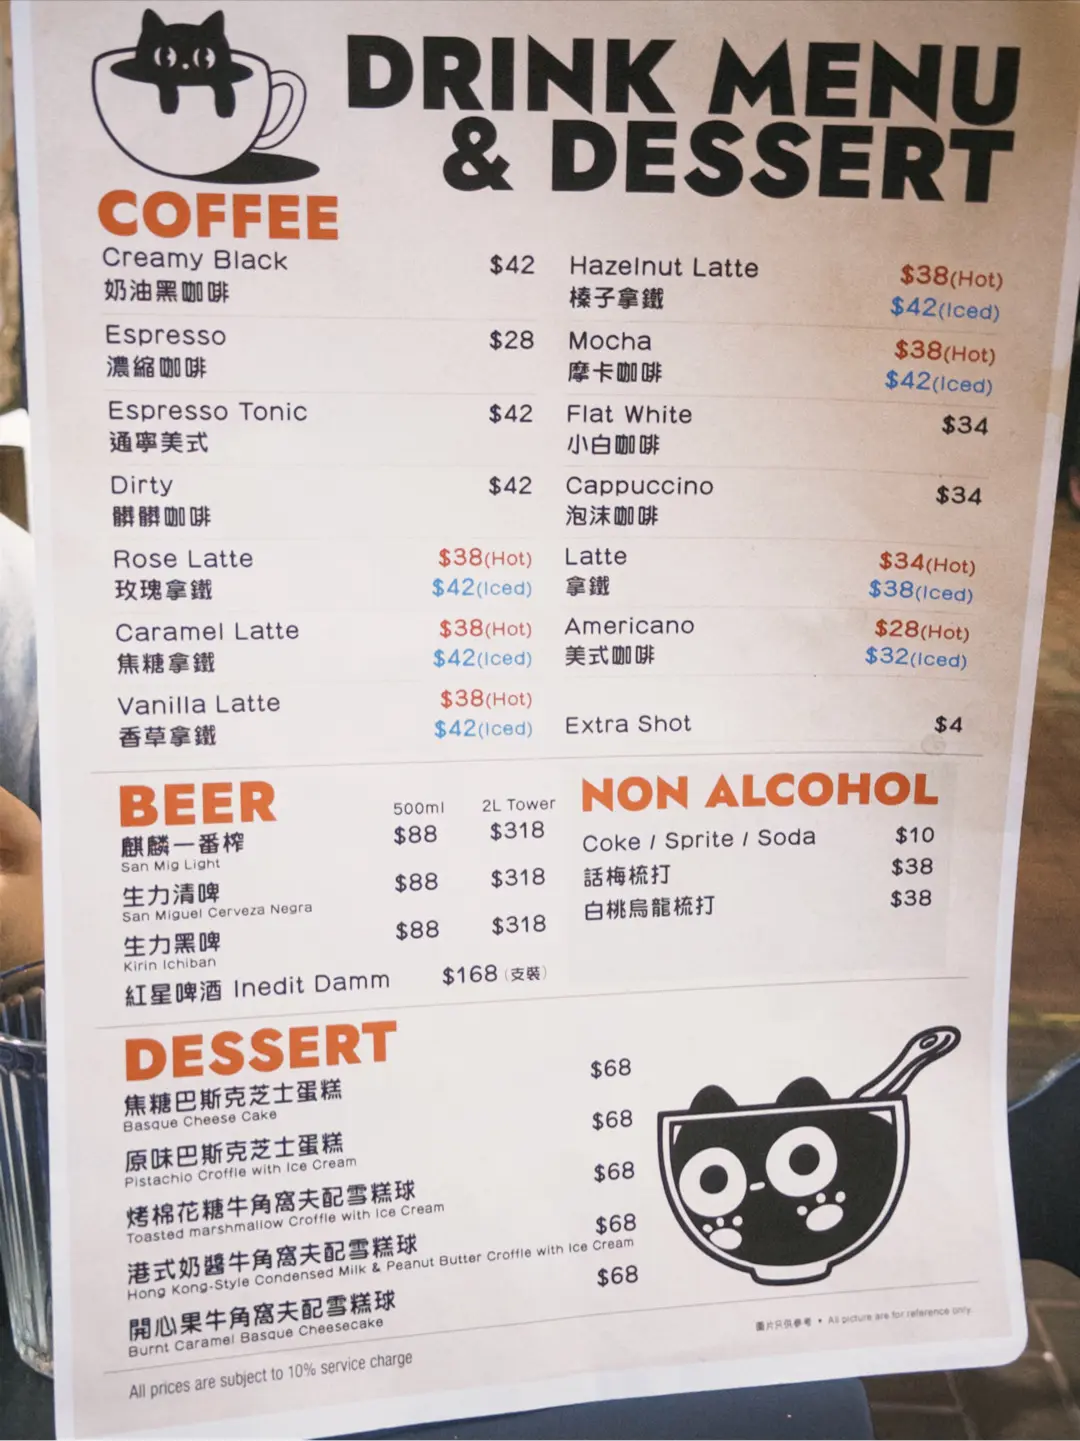 DRINK MENU
& DESSERT
COFFEE
Creamy Black $42
奶油黑咖啡
Espresso $28
濃縮咖啡
Espresso Tonic $42
通寧美式
Dirty $42
髒髒咖啡
Rose Latte $38(Hot)
玫瑰拿鐵 $42(Iced)
Caramel Latte $38(Hot)
焦糖拿鐵 $42(Iced)
Vanilla Latte $38(Hot)
香草拿鐵 $42(Iced)
Hazelnut Latte $38(Hot)
榛子拿鐵 $42(Iced)
Mocha $38(Hot)
摩卡咖啡 $42(Iced)
Flat White $34
小白咖啡
Cappuccino $34
泡沫咖啡
Latte $34(Hot)
拿鐵 $38(Iced)
Americano $28(Hot)
美式咖啡 $32(Iced)
Extra Shot $4
BEER
500ml 2L Tower
麒麟一番榨 $88 $318
San Mig Light
生力清啤 $88 $318
San Miguel Cerveza Negra
生力黑啤 $88 $318
Kirin Ichiban
紅星啤酒 Inedit Damm $168(支裝)
NON ALCOHOL
Coke / Sprite / Soda $10
話梅梳打 $38
白桃烏龍梳打 $38
DESSERT
焦糖巴斯克芝士蛋糕 $68
Basque Cheese Cake
原味巴斯克芝士蛋糕 $68
Pistachio Croffle with Ice Cream
烤棉花糖牛角窩夫配雪糕球 $68
Toasted marshmallow Croffle with Ice Cream
港式奶醬牛角窩夫配雪糕球 $68
Hong Kong-Style Condensed Milk & Peanut Butter Croffle with Ice Cream
開心果牛角窩夫配雪糕球 $68
Burnt Caramel Basque Cheesecake
圖片只供參考 • All picture are for reference only.
All prices are subject to 10% service charge